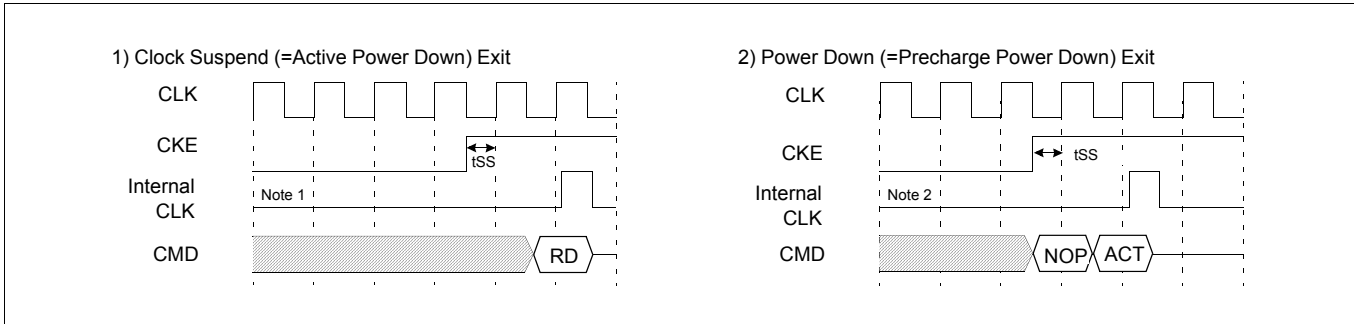 1) Clock Suspend (=Active Power Down) Exit
CLK
CKE
tSS
Internal
CLK
Note 1
CMD
RD
2) Power Down (=Precharge Power Down) Exit
CLK
CKE
tSS
Internal
CLK
Note 2
CMD
NOP
ACT